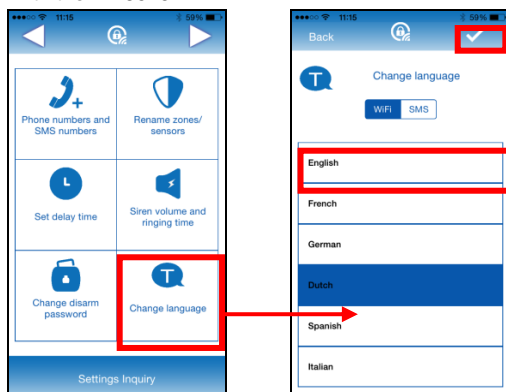 11:15
59%
Phone numbers and
SMS numbers
Rename zones/
sensors
L
Set delay time
Siren volume and
ringing time
Change disarm
password
T
Change language
Settings Inquiry
11:15
59%
Back
T
Change language
WiFi SMS
English
French
German
Dutch
Spanish
Italian